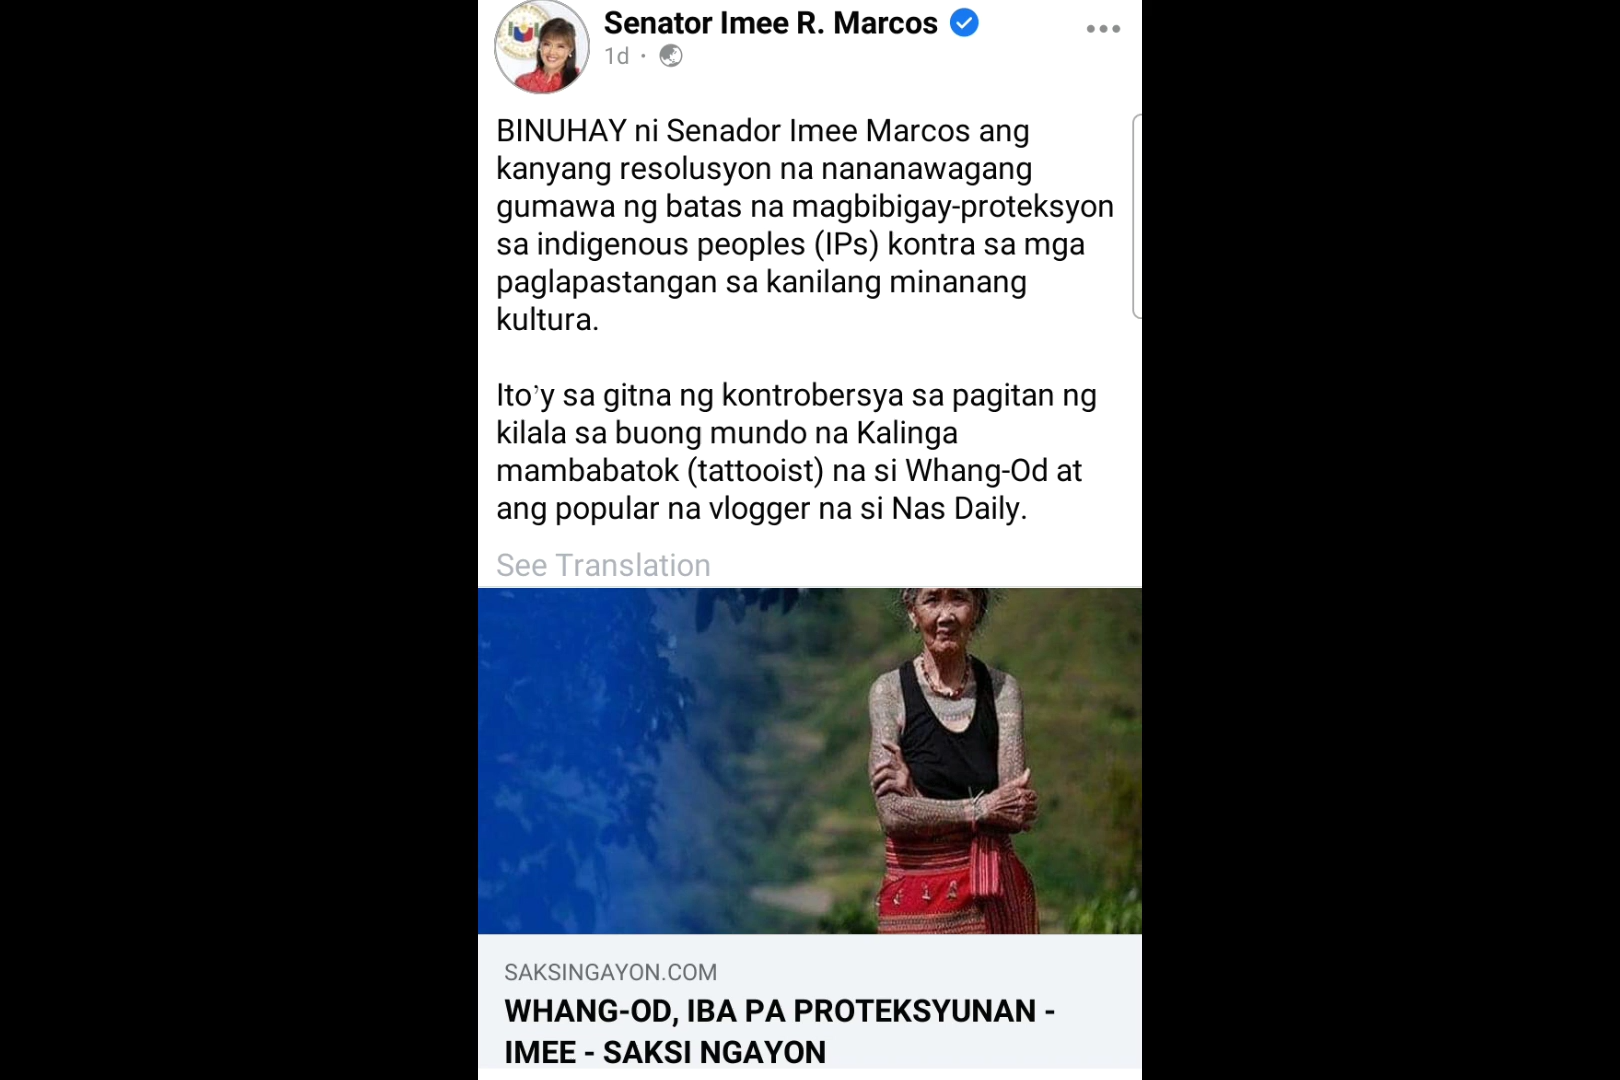 Senator Imee R. Marcos
1d ·
BINUHAY ni Senador Imee Marcos ang
kanyang resolusyon na nananawagang
gumawa ng batas na magbibigay-proteksyon
sa indigenous peoples (IPs) kontra sa mga
paglapastangan sa kanilang minanang
kultura.
Ito’y sa gitna ng kontrobersya sa pagitan ng
kilala sa buong mundo na Kalinga
mambabatok (tattooist) na si Whang-Od at
ang popular na vlogger na si Nas Daily.
See Translation
SAKSINGAYON.COM
WHANG-OD, IBA PA PROTEKSYUNAN -
IMEE - SAKSI NGAYON